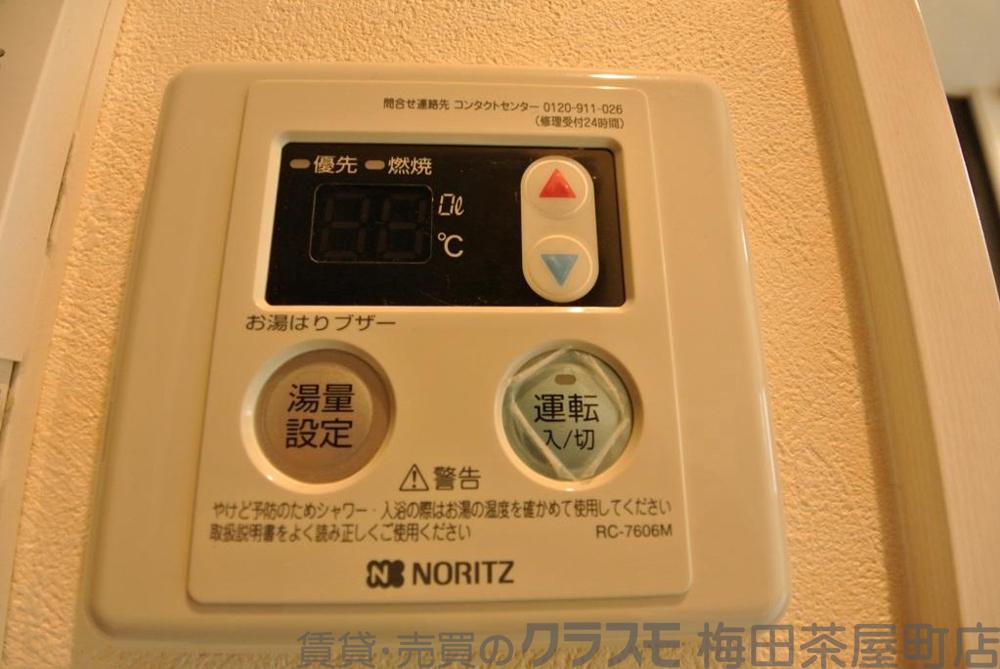 問合せ連絡先 コンタクトセンター 0120-911-026
(修理受付24時間)
優先 燃焼
0ℓ
℃
お湯はりブザー
湯量
設定
運転
入/切
⚠警告
やけど予防のためシャワー・入浴の際はお湯の温度を確かめて使用してください
取扱説明書をよく読み正しくご使用ください
RC-7606M
NORITZ
賃貸・売買のクラスモ 梅田茶屋町店